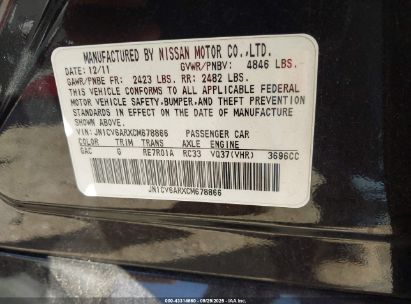 MANUFACTURED BY NISSAN MOTOR CO.,LTD.
DATE: 12/11 GVWR/PNBV: 4846 LBS.
GAWR/PNBE FR: 2423 LBS. RR: 2482 LBS.
THIS VEHICLE CONFORMS TO ALL APPLICABLE FEDERAL
MOTOR VEHICLE SAFETY, BUMPER, AND THEFT PREVENTION
STANDARDS IN EFFECT ON THE DATE OF MANUFACTURE
SHOWN ABOVE.
VIN: JN1CV6ARXCM678866 PASSENGER CAR
COLOR TRIM TRANS AXLE ENGINE
GAC G RE7R01A RC33 VQ37(VHR) 3696CC
JN1CV6ARXCM678866